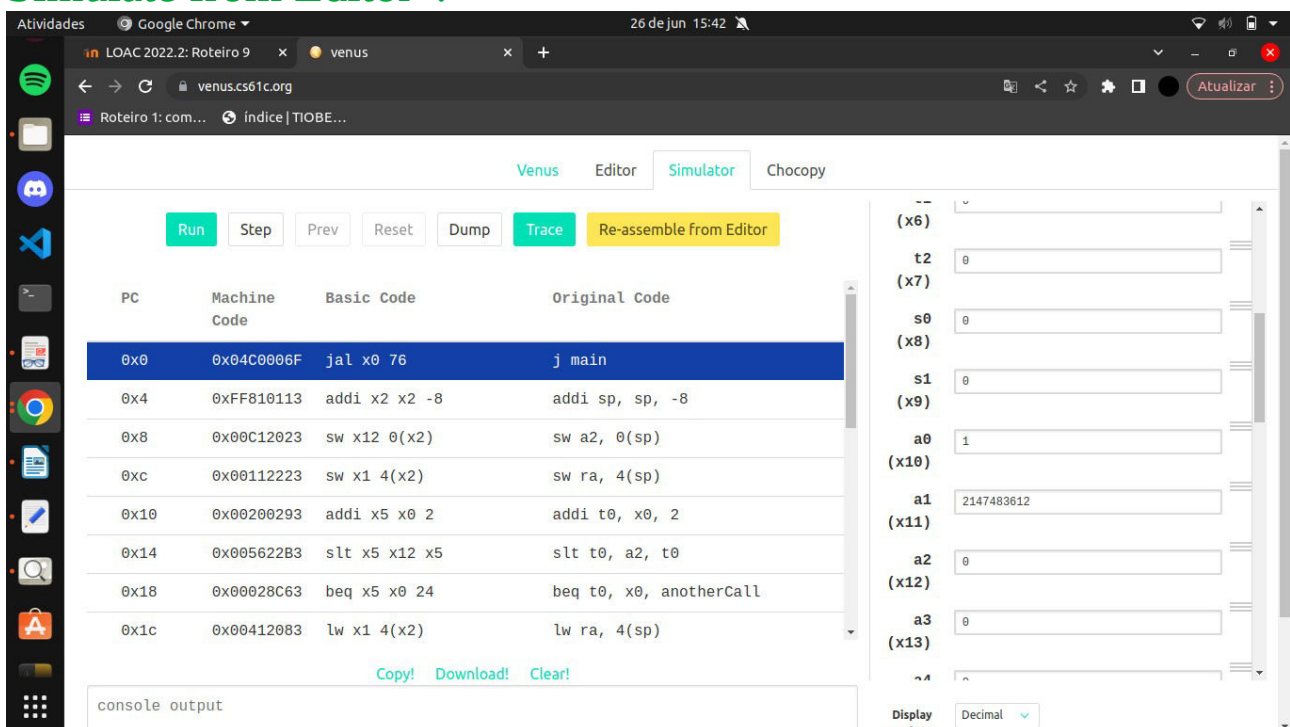 Simulate from Editor".
Atividades Google Chrome 26 de jun 15:42
LOAC 2022.2: Roteiro 9 × venus × +
venus.cs61c.org Atualizar
Roteiro 1: com... índice | TIOBE...
Venus Editor Simulator Chocopy
Run Step Prev Reset Dump Trace Re-assemble from Editor
PC Machine Code Basic Code Original Code
0x0 0x04C0006F jal x0 76 j main
0x4 0xFF810113 addi x2 x2 -8 addi sp, sp, -8
0x8 0x00C12023 sw x12 0(x2) sw a2, 0(sp)
0xc 0x00112223 sw x1 4(x2) sw ra, 4(sp)
0x10 0x00200293 addi x5 x0 2 addi t0, x0, 2
0x14 0x005622B3 slt x5 x12 x5 slt t0, a2, t0
0x18 0x00028C63 beq x5 x0 24 beq t0, x0, anotherCall
0x1c 0x00412083 lw x1 4(x2) lw ra, 4(sp)
Copy! Download! Clear!
console output
(x6)
t2 (x7) 0
s0 (x8) 0
s1 (x9) 0
a0 (x10) 1
a1 (x11) 2147483612
a2 (x12) 0
a3 (x13) 0
Display Decimal